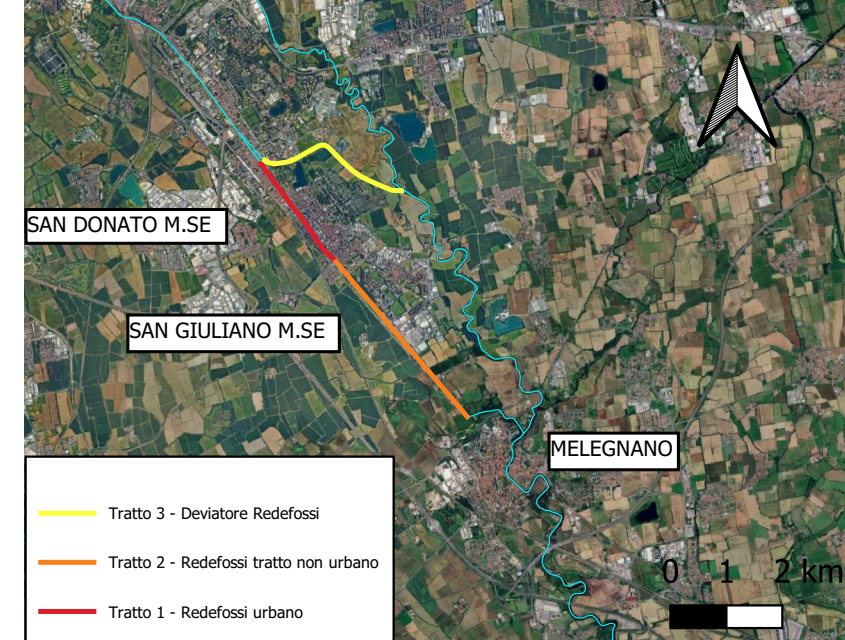 SAN DONATO M.SE
SAN GIULIANO M.SE
MELEGNANO
Tratto 3 - Deviatore Redefossi
Tratto 2 - Redefossi tratto non urbano
Tratto 1 - Redefossi urbano
0 1 2 km